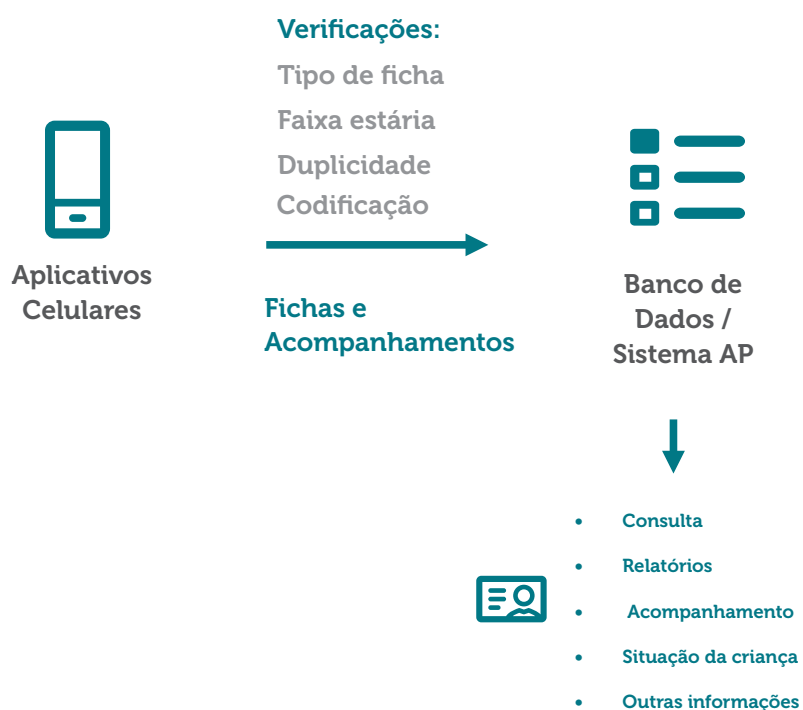 Verificações:
Tipo de ficha
Faixa estária
Duplicidade
Codificação
Aplicativos
Celulares
Fichas e
Acompanhamentos
Banco de
Dados /
Sistema AP
• Consulta
• Relatórios
• Acompanhamento
• Situação da criança
• Outras informações